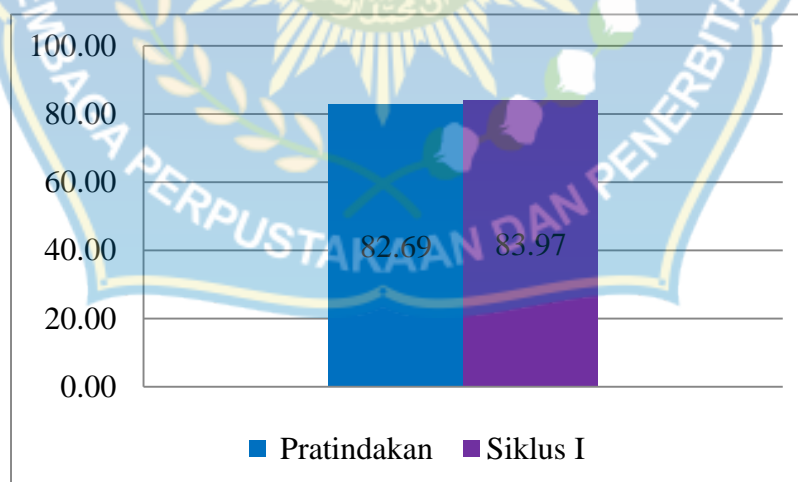 100.00
80.00
60.00
40.00
20.00
0.00
82.69
83.97
Pratindakan
Siklus I
PERPUSTAKAAN DAN PENERBIT